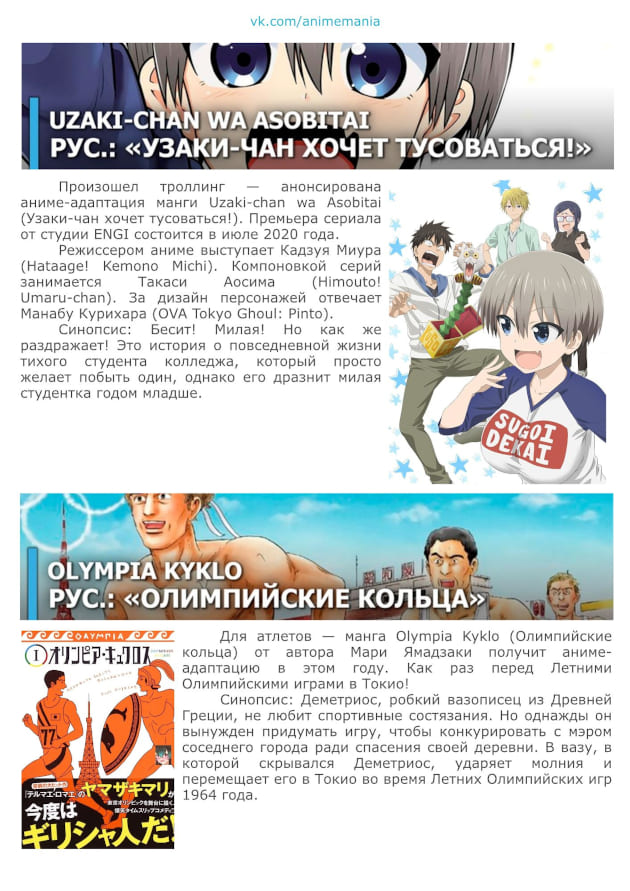 vk.com/animemania
UZAKI-CHAN WA ASOBITAI
РУС.: «УЗАКИ-ЧАН ХОЧЕТ ТУСОВАТЬСЯ!»
Произошел троллинг — анонсирована
аниме-адаптация манги Uzaki-chan wa Asobitai
(Узаки-чан хочет тусоваться!). Премьера сериала
от студии ENGI состоится в июле 2020 года.
Режиссером аниме выступает Кадзуя Миура
(Hataage! Kemono Michi). Компоновкой серий
занимается Такаси Аосима (Himouto!
Umaru-chan). За дизайн персонажей отвечает
Манабу Курихара (OVA Tokyo Ghoul: Pinto).
Синопсис: Бесит! Милая! Но как же
раздражает! Это история о повседневной жизни
тихого студента колледжа, который просто
желает побыть один, однако его дразнит милая
студентка годом младше.
SUGOI
DEKAI
OLYMPIA KYKLO
РУС.: «ОЛИМПИЙСКИЕ КОЛЬЦА»
OLYMPIA
1
オリンピア・キュクロス
77
ヤマザキマリが
『テルマエ・ロマエ』の
今度は
ギリシャ人だ!
Для атлетов — манга Olympia Kyklo (Олимпийские
кольца) от автора Мари Ямадзаки получит аниме-
адаптацию в этом году. Как раз перед Летними
Олимпийскими играми в Токио!
Синопсис: Деметриос, робкий вазописец из Древней
Греции, не любит спортивные состязания. Но однажды он
вынужден придумать игру, чтобы конкурировать с мэром
соседнего города ради спасения своей деревни. В вазу, в
которой скрывался Деметриос, ударяет молния и
перемещает его в Токио во время Летних Олимпийских игр
1964 года.